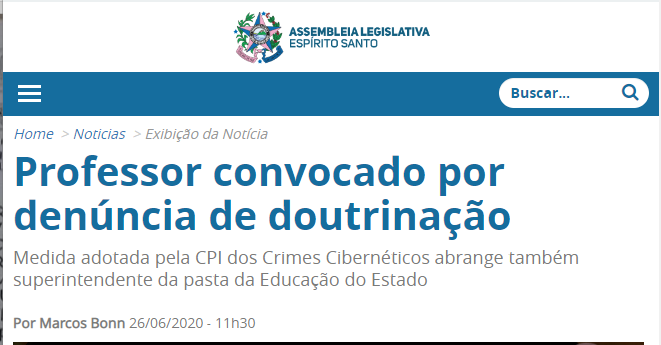 ASSEMBLEIA LEGISLATIVA
ESPÍRITO SANTO
Buscar...
Home > Noticias > Exibição da Notícia
Professor convocado por
denúncia de doutrinação
Medida adotada pela CPI dos Crimes Cibernéticos abrange também
superintendente da pasta da Educação do Estado
Por Marcos Bonn 26/06/2020 - 11h30